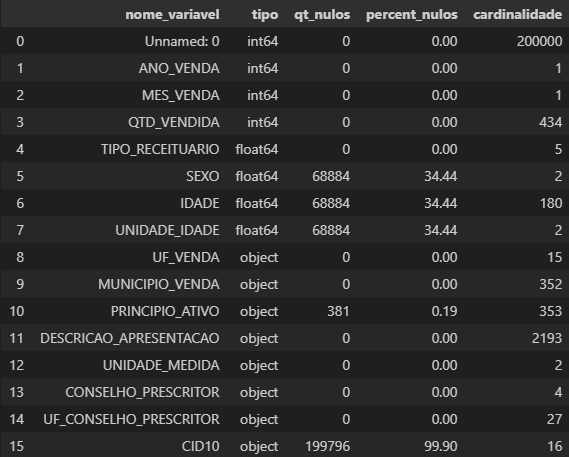 nome_variavel tipo qt_nulos percent_nulos cardinalidade
0 Unnamed: 0 int64 0 0.00 200000
1 ANO_VENDA int64 0 0.00 1
2 MES_VENDA int64 0 0.00 1
3 QTD_VENDIDA int64 0 0.00 434
4 TIPO_RECEITUARIO float64 0 0.00 5
5 SEXO float64 68884 34.44 2
6 IDADE float64 68884 34.44 180
7 UNIDADE_IDADE float64 68884 34.44 2
8 UF_VENDA object 0 0.00 15
9 MUNICIPIO_VENDA object 0 0.00 352
10 PRINCIPIO_ATIVO object 381 0.19 353
11 DESCRICAO_APRESENTACAO object 0 0.00 2193
12 UNIDADE_MEDIDA object 0 0.00 2
13 CONSELHO_PRESCRITOR object 0 0.00 4
14 UF_CONSELHO_PRESCRITOR object 0 0.00 27
15 CID10 object 199796 99.90 16